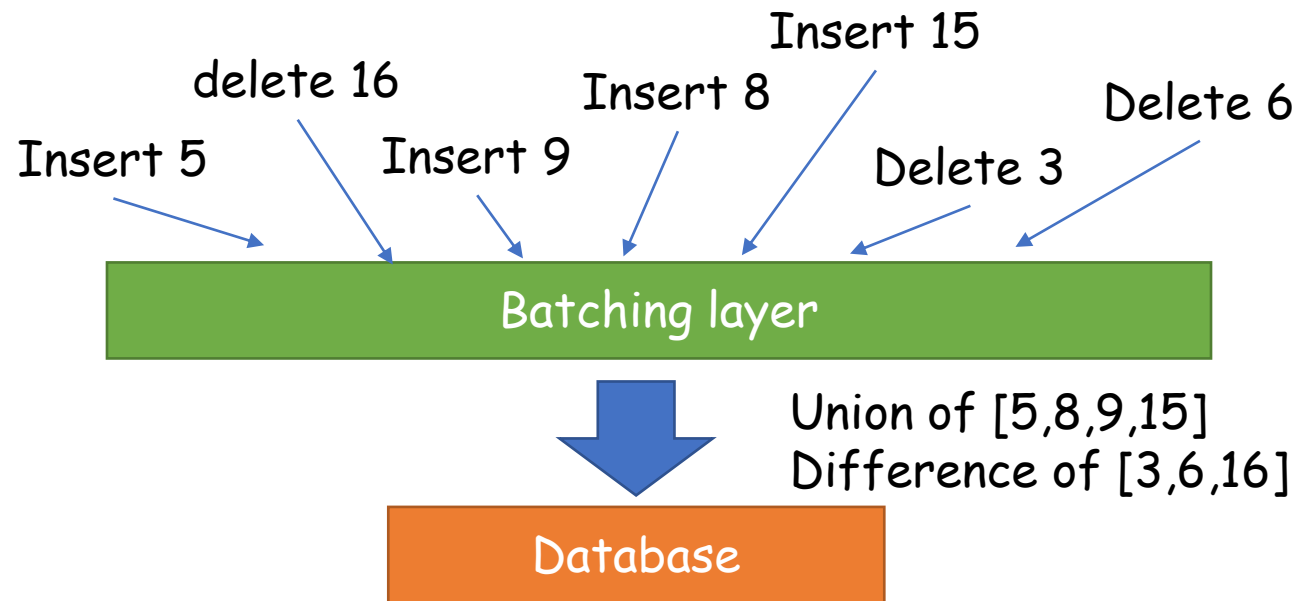 Insert 15
delete 16
Insert 8
Delete 6
Insert 5
Insert 9
Delete 3
Batching layer
Union of [5,8,9,15]
Difference of [3,6,16]
Database